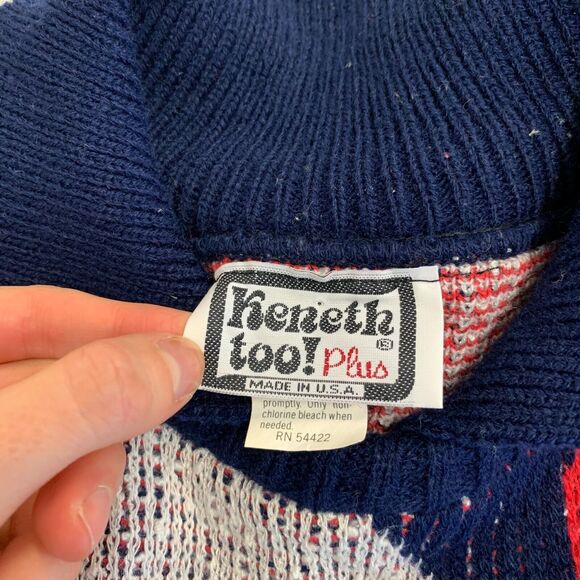 Keneth
too! Plus ®
MADE IN U.S.A.
promptly. Only non-
chlorine bleach when
needed.
RN 54422